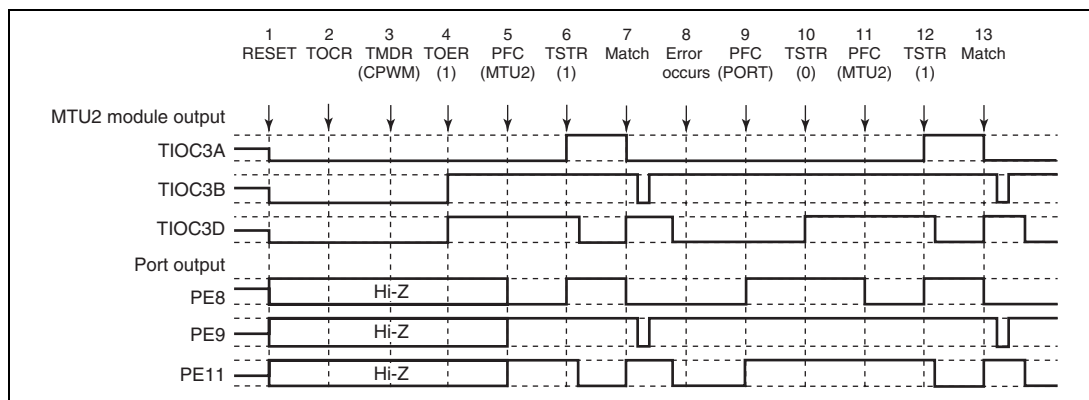 1 2 3 4 5 6 7 8 9 10 11 12 13
RESET TOCR TMDR TOER PFC TSTR Match Error PFC TSTR PFC TSTR Match
(CPWM) (1) (MTU2) (1) occurs (PORT) (0) (MTU2) (1)
MTU2 module output
TIOC3A
TIOC3B
TIOC3D
Port output
PE8 Hi-Z
PE9 Hi-Z
PE11 Hi-Z